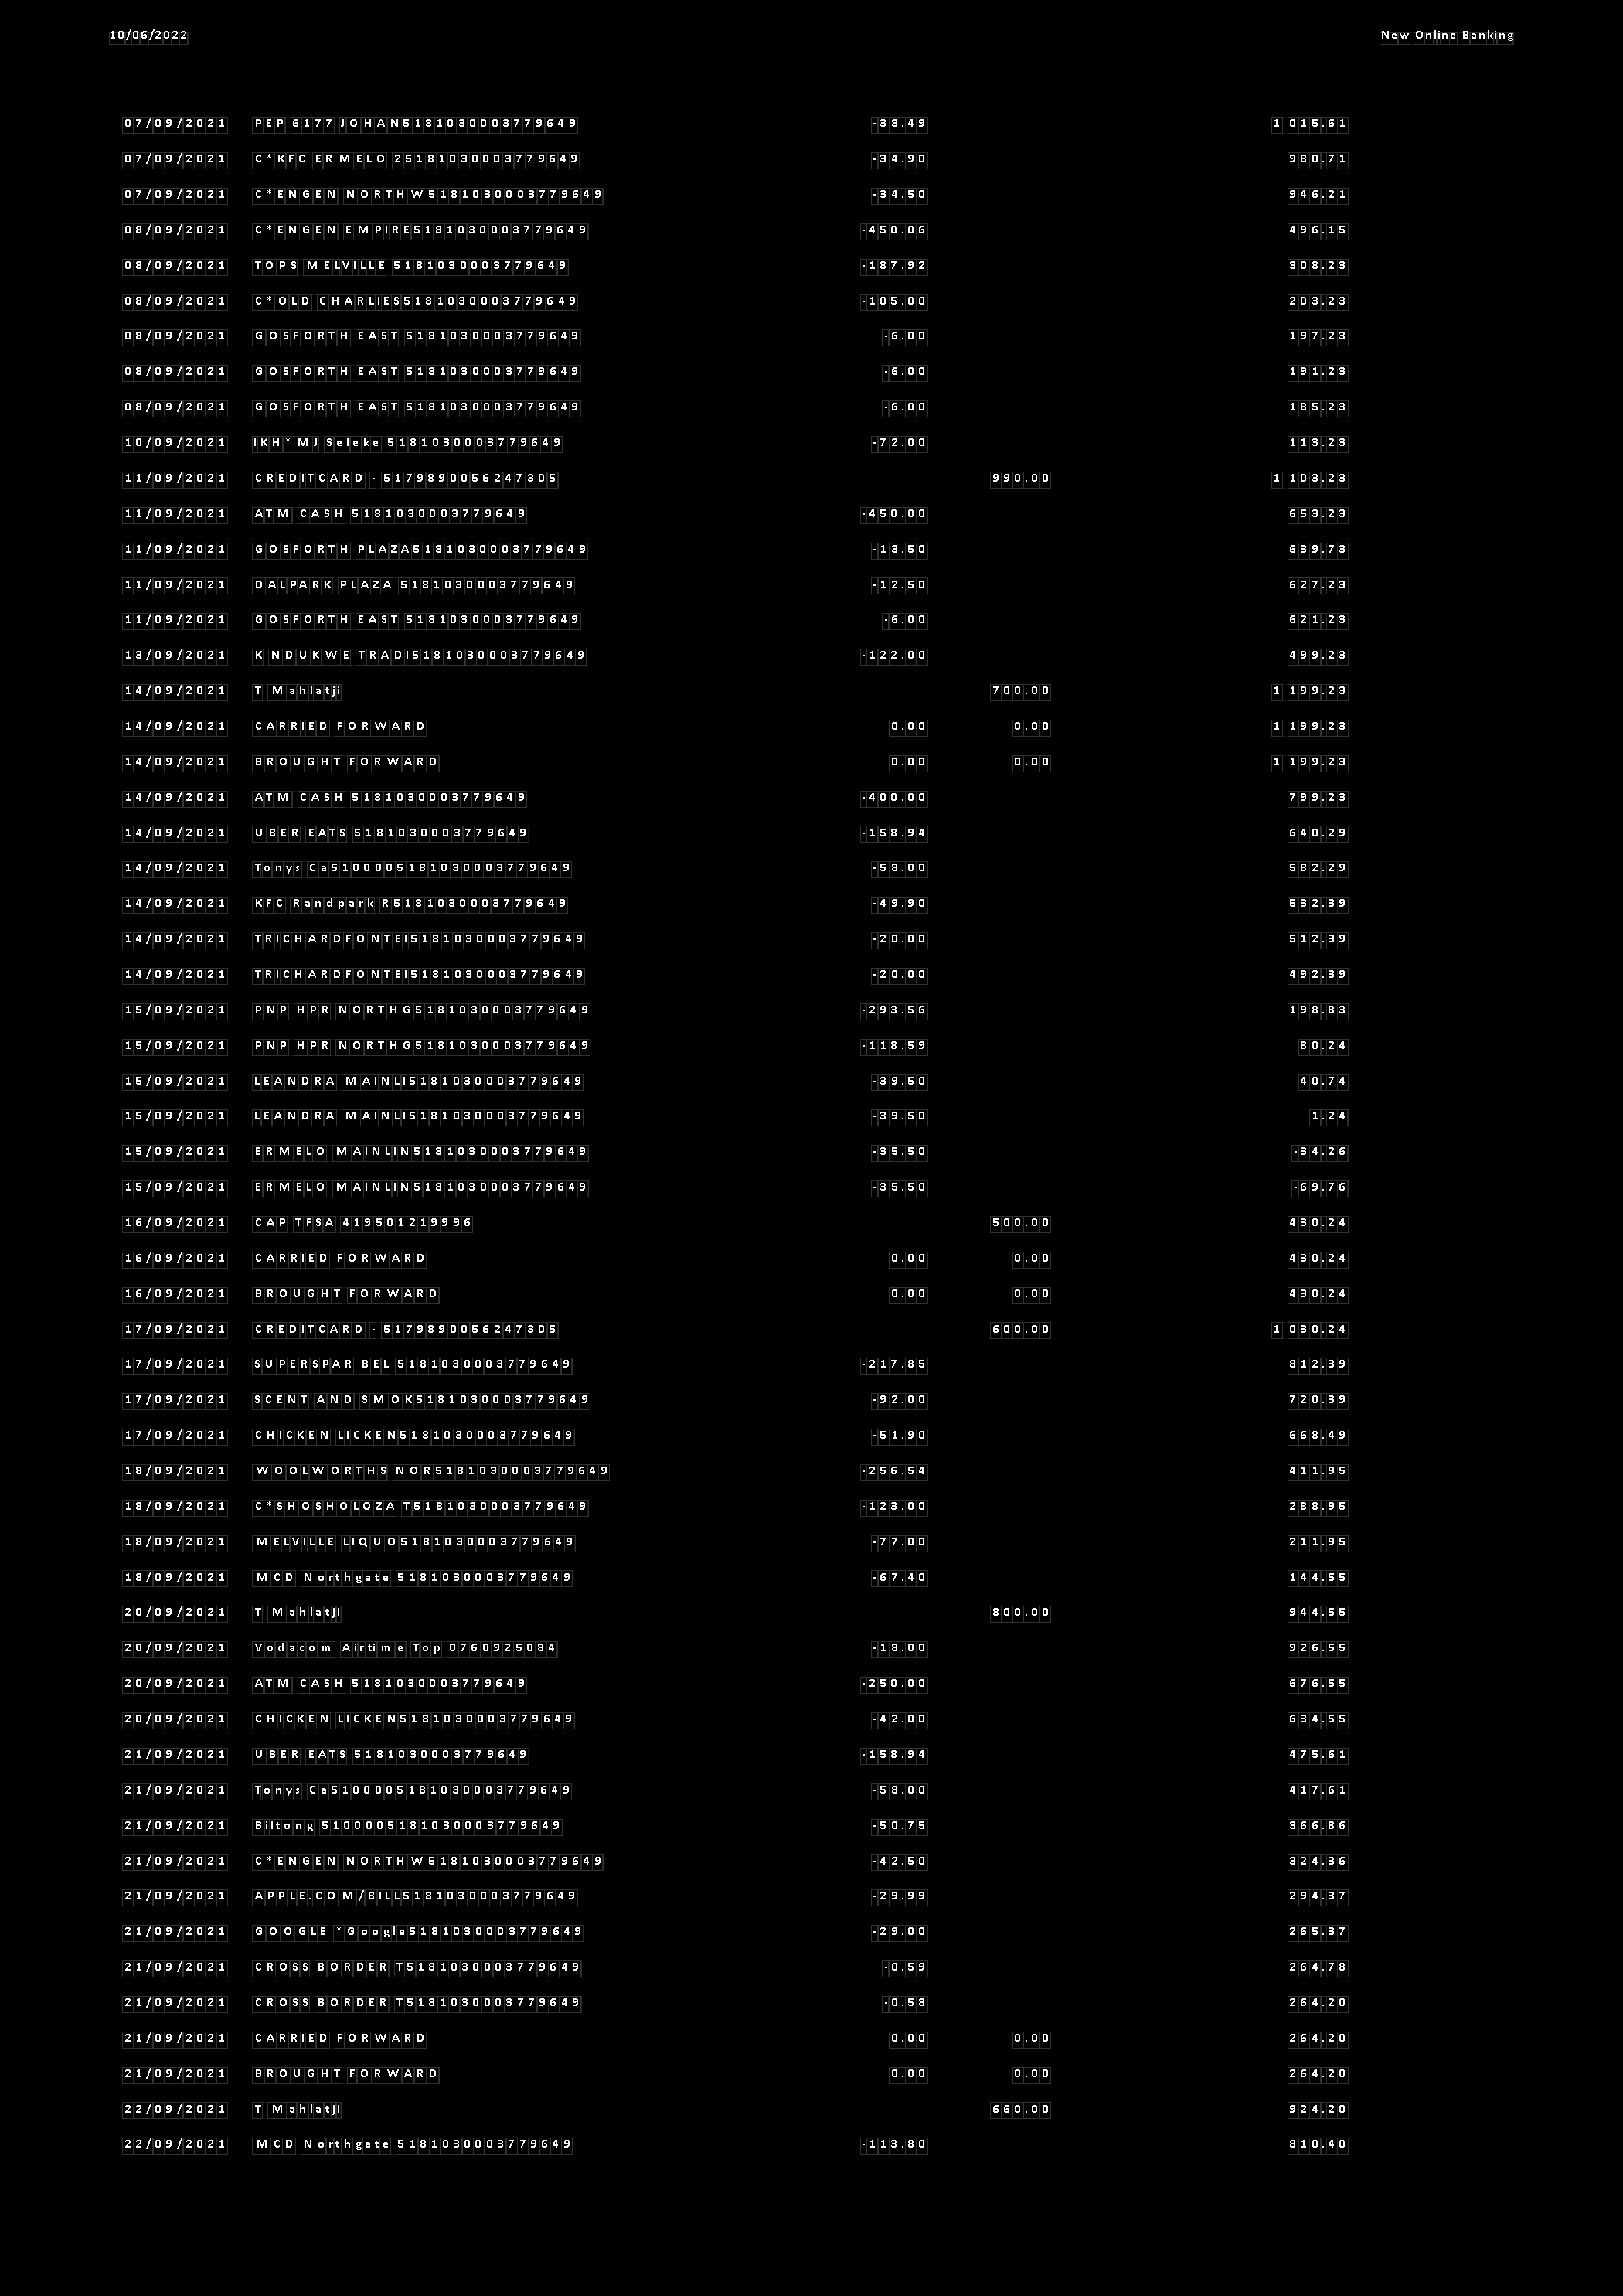 10/06/2022 New Online Banking
07/09/2021 PEP 6177 JOHAN5181030003779649 -38.49 1 015.61
07/09/2021 C*KFC ERMELO 25181030003779649 -34.90 980.71
07/09/2021 C*ENGEN NORTHW5181030003779649 -34.50 946.21
08/09/2021 C*ENGEN EMPIRE5181030003779649 -450.06 496.15
08/09/2021 TOPS MELVILLE 5181030003779649 -187.92 308.23
08/09/2021 C*OLD CHARLIES5181030003779649 -105.00 203.23
08/09/2021 GOSFORTH EAST 5181030003779649 -6.00 197.23
08/09/2021 GOSFORTH EAST 5181030003779649 -6.00 191.23
08/09/2021 GOSFORTH EAST 5181030003779649 -6.00 185.23
10/09/2021 IKH*MJ Seleke 5181030003779649 -72.00 113.23
11/09/2021 CREDITCARD - 5179890056247305 990.00 1 103.23
11/09/2021 ATM CASH 5181030003779649 -450.00 653.23
11/09/2021 GOSFORTH PLAZA5181030003779649 -13.50 639.73
11/09/2021 DALPARK PLAZA 5181030003779649 -12.50 627.23
11/09/2021 GOSFORTH EAST 5181030003779649 -6.00 621.23
13/09/2021 K NDUKWE TRADI5181030003779649 -122.00 499.23
14/09/2021 T Mahlatji 700.00 1 199.23
14/09/2021 CARRIED FORWARD 0.00 0.00 1 199.23
14/09/2021 BROUGHT FORWARD 0.00 0.00 1 199.23
14/09/2021 ATM CASH 5181030003779649 -400.00 799.23
14/09/2021 UBER EATS 5181030003779649 -158.94 640.29
14/09/2021 Tonys Ca5100005181030003779649 -58.00 582.29
14/09/2021 KFC Randpark R5181030003779649 -49.90 532.39
14/09/2021 TRICHARDFONTEI5181030003779649 -20.00 512.39
14/09/2021 TRICHARDFONTEI5181030003779649 -20.00 492.39
15/09/2021 PNP HPR NORTHG5181030003779649 -293.56 198.83
15/09/2021 PNP HPR NORTHG5181030003779649 -118.59 80.24
15/09/2021 LEANDRA MAINLI5181030003779649 -39.50 40.74
15/09/2021 LEANDRA MAINLI5181030003779649 -39.50 1.24
15/09/2021 ERMELO MAINLIN5181030003779649 -35.50 -34.26
15/09/2021 ERMELO MAINLIN5181030003779649 -35.50 -69.76
16/09/2021 CAP TFSA 419501219996 500.00 430.24
16/09/2021 CARRIED FORWARD 0.00 0.00 430.24
16/09/2021 BROUGHT FORWARD 0.00 0.00 430.24
17/09/2021 CREDITCARD - 5179890056247305 600.00 1 030.24
17/09/2021 SUPERSPAR BEL 5181030003779649 -217.85 812.39
17/09/2021 SCENT AND SMOK5181030003779649 -92.00 720.39
17/09/2021 CHICKEN LICKEN5181030003779649 -51.90 668.49
18/09/2021 WOOLWORTHS NOR5181030003779649 -256.54 411.95
18/09/2021 C*SHOSHOLOZA T5181030003779649 -123.00 288.95
18/09/2021 MELVILLE LIQUO5181030003779649 -77.00 211.95
18/09/2021 MCD Northgate 5181030003779649 -67.40 144.55
20/09/2021 T Mahlatji 800.00 944.55
20/09/2021 Vodacom Airtime Top 0760925084 -18.00 926.55
20/09/2021 ATM CASH 5181030003779649 -250.00 676.55
20/09/2021 CHICKEN LICKEN5181030003779649 -42.00 634.55
21/09/2021 UBER EATS 5181030003779649 -158.94 475.61
21/09/2021 Tonys Ca5100005181030003779649 -58.00 417.61
21/09/2021 Biltong 5100005181030003779649 -50.75 366.86
21/09/2021 C*ENGEN NORTHW5181030003779649 -42.50 324.36
21/09/2021 APPLE.COM/BILL5181030003779649 -29.99 294.37
21/09/2021 GOOGLE *Google5181030003779649 -29.00 265.37
21/09/2021 CROSS BORDER T5181030003779649 -0.59 264.78
21/09/2021 CROSS BORDER T5181030003779649 -0.58 264.20
21/09/2021 CARRIED FORWARD 0.00 0.00 264.20
21/09/2021 BROUGHT FORWARD 0.00 0.00 264.20
22/09/2021 T Mahlatji 660.00 924.20
22/09/2021 MCD Northgate 5181030003779649 -113.80 810.40